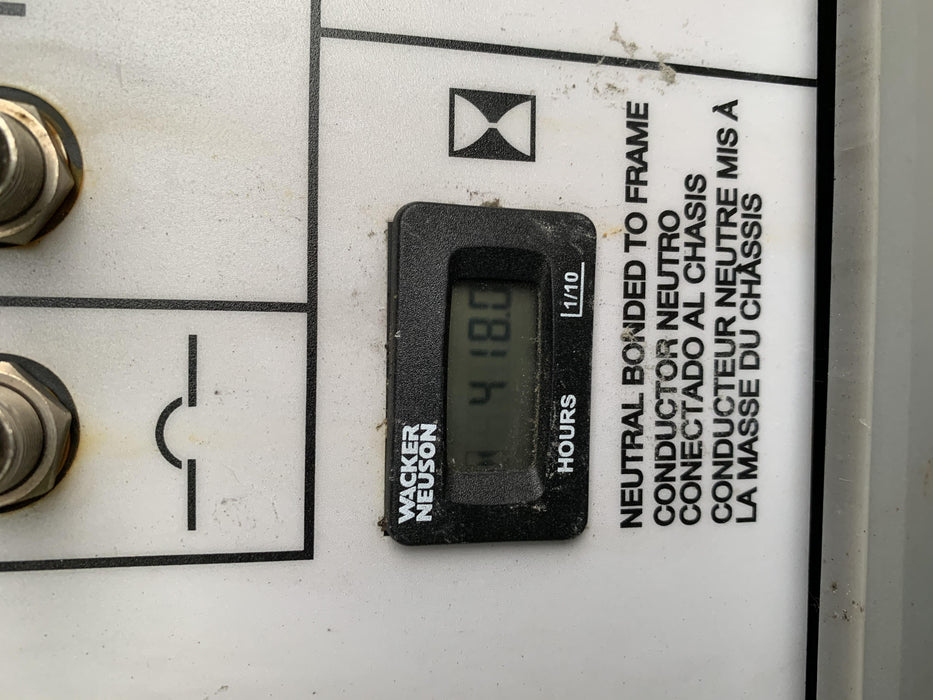 WACKER
NEUSON
418.0
HOURS
1/10
NEUTRAL BONDED TO FRAME
CONDUCTOR NEUTRO
CONECTADO AL CHASIS
CONDUCTEUR NEUTRE MIS À
LA MASSE DU CHÂSSIS